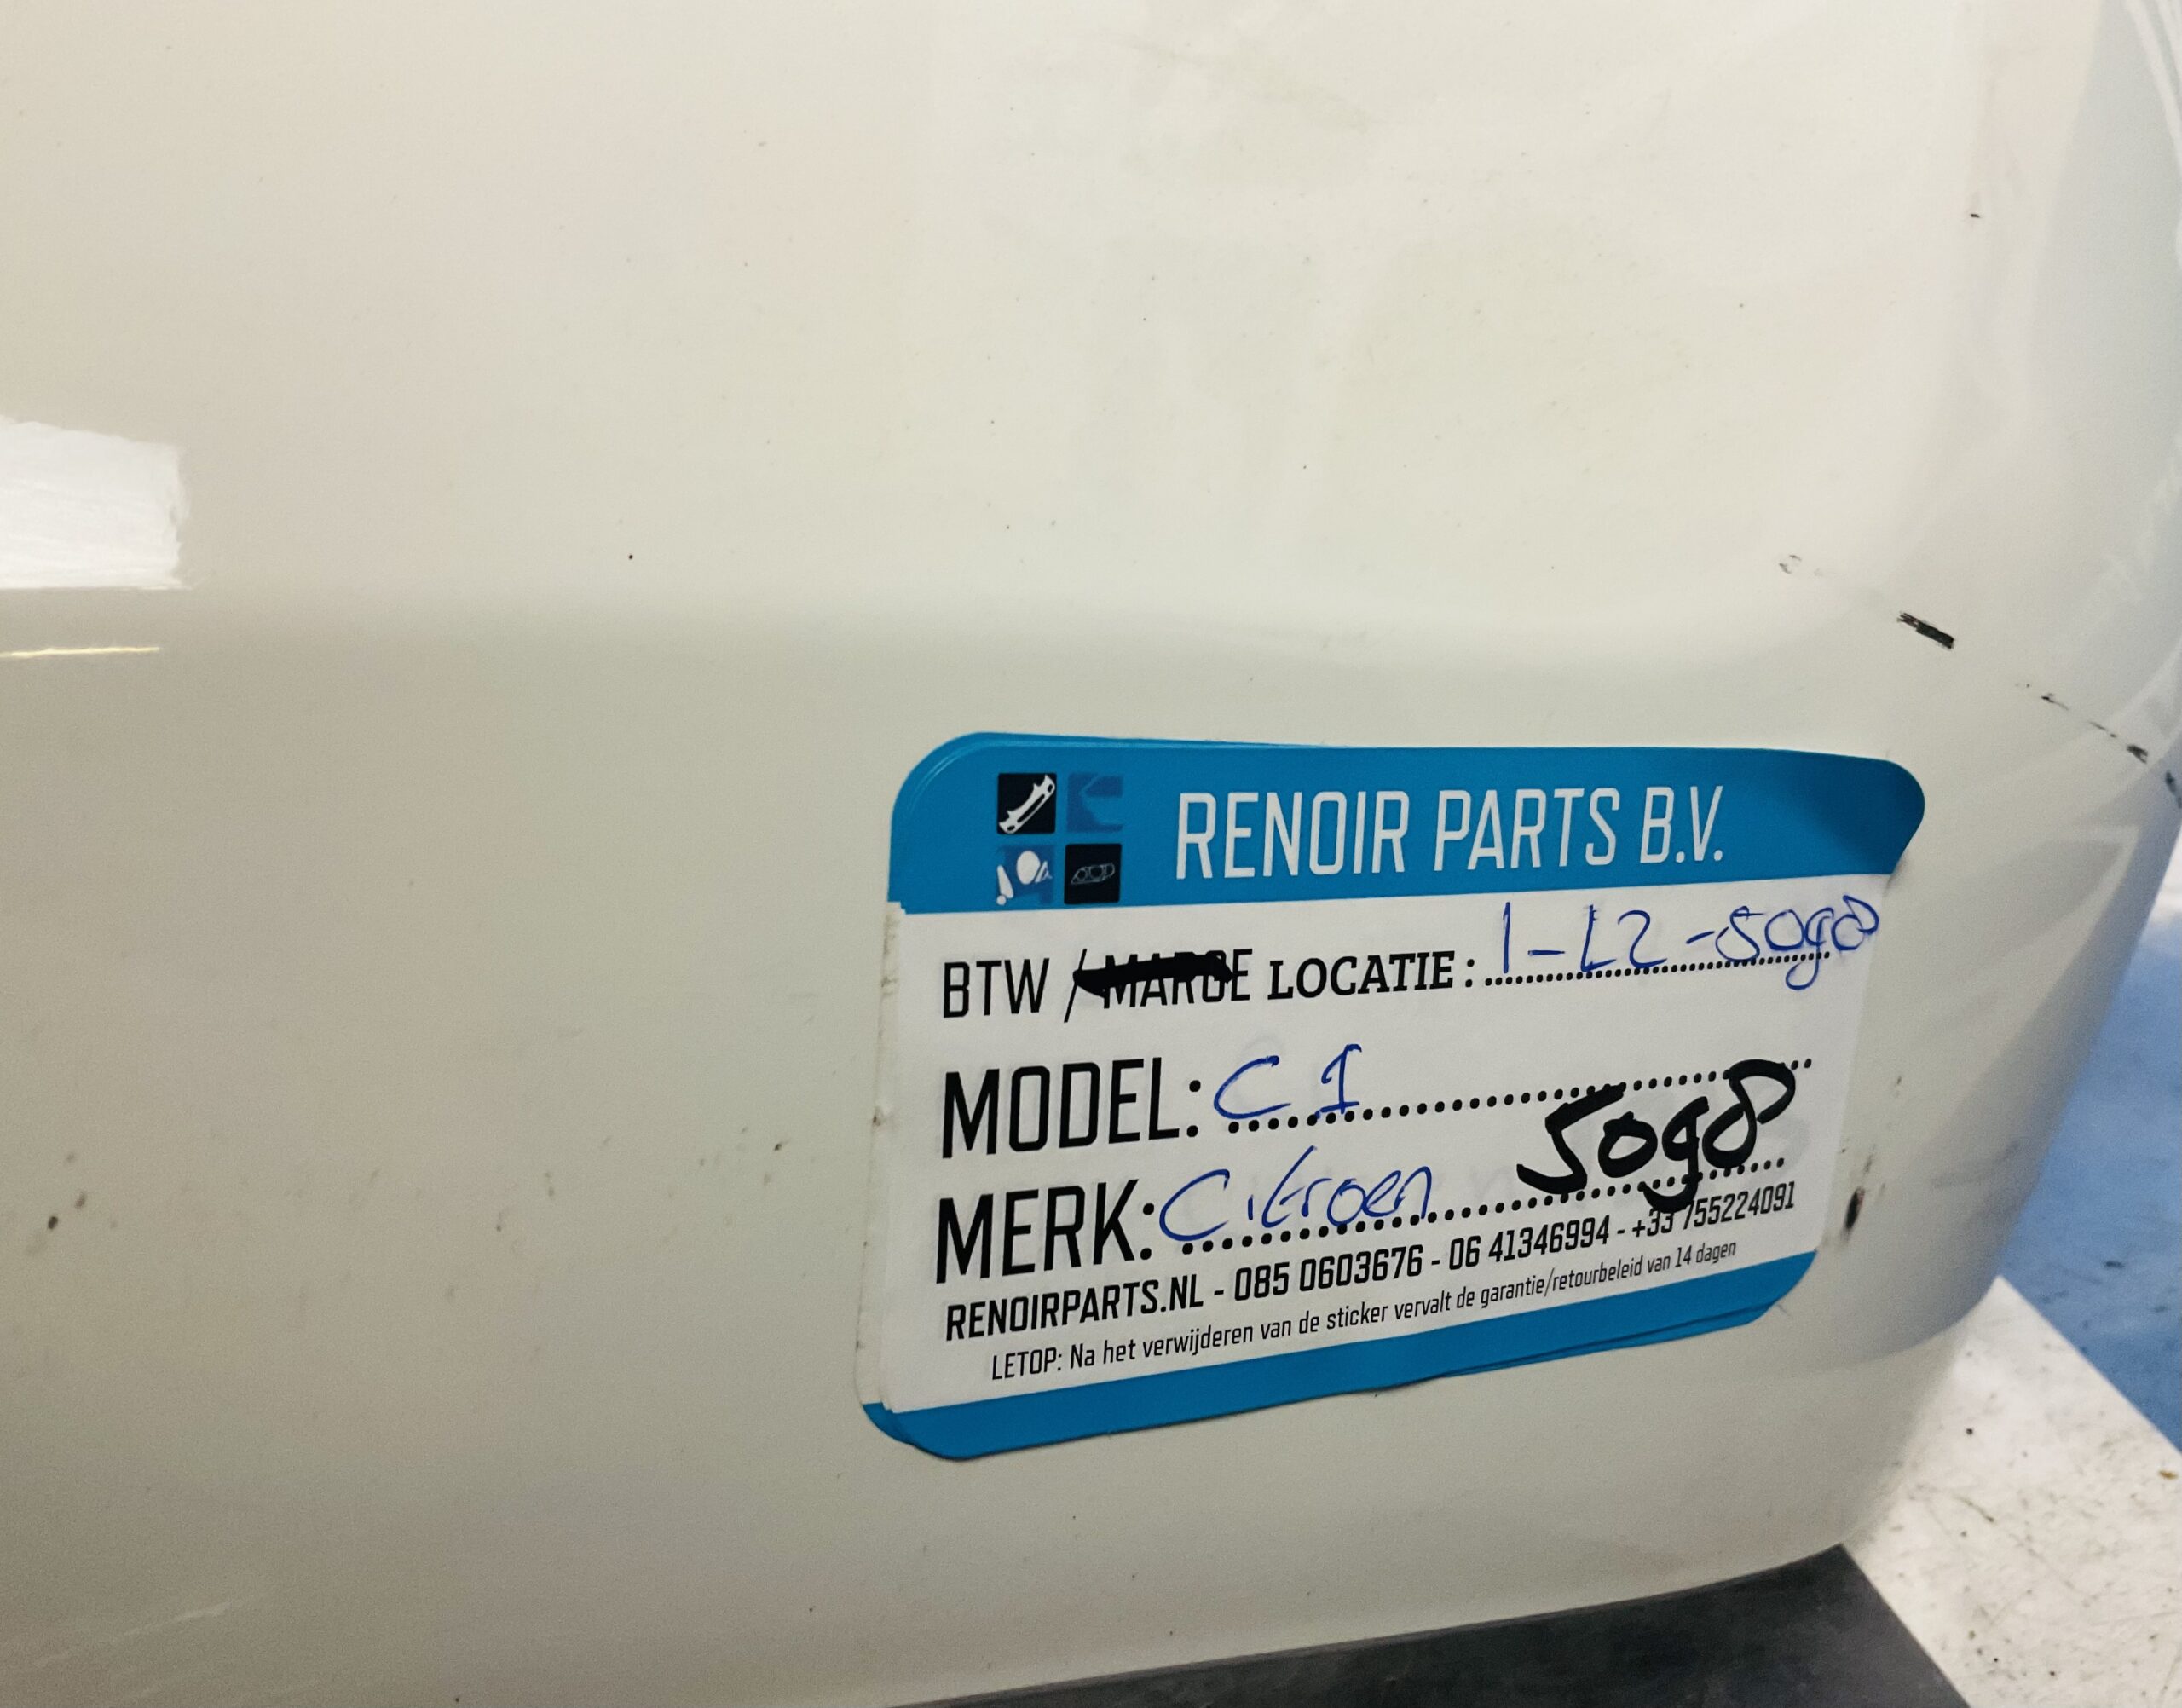 RENOIR PARTS B.V.
BTW / MARGE LOCATIE: 1-L2-5098
MODEL: C1
5098
MERK: Citroen
RENOIRPARTS.NL - 085 0603676 - 06 41346994 - +33 755224091
LETOP: Na het verwijderen van de sticker vervalt de garantie/retourbeleid van 14 dagen